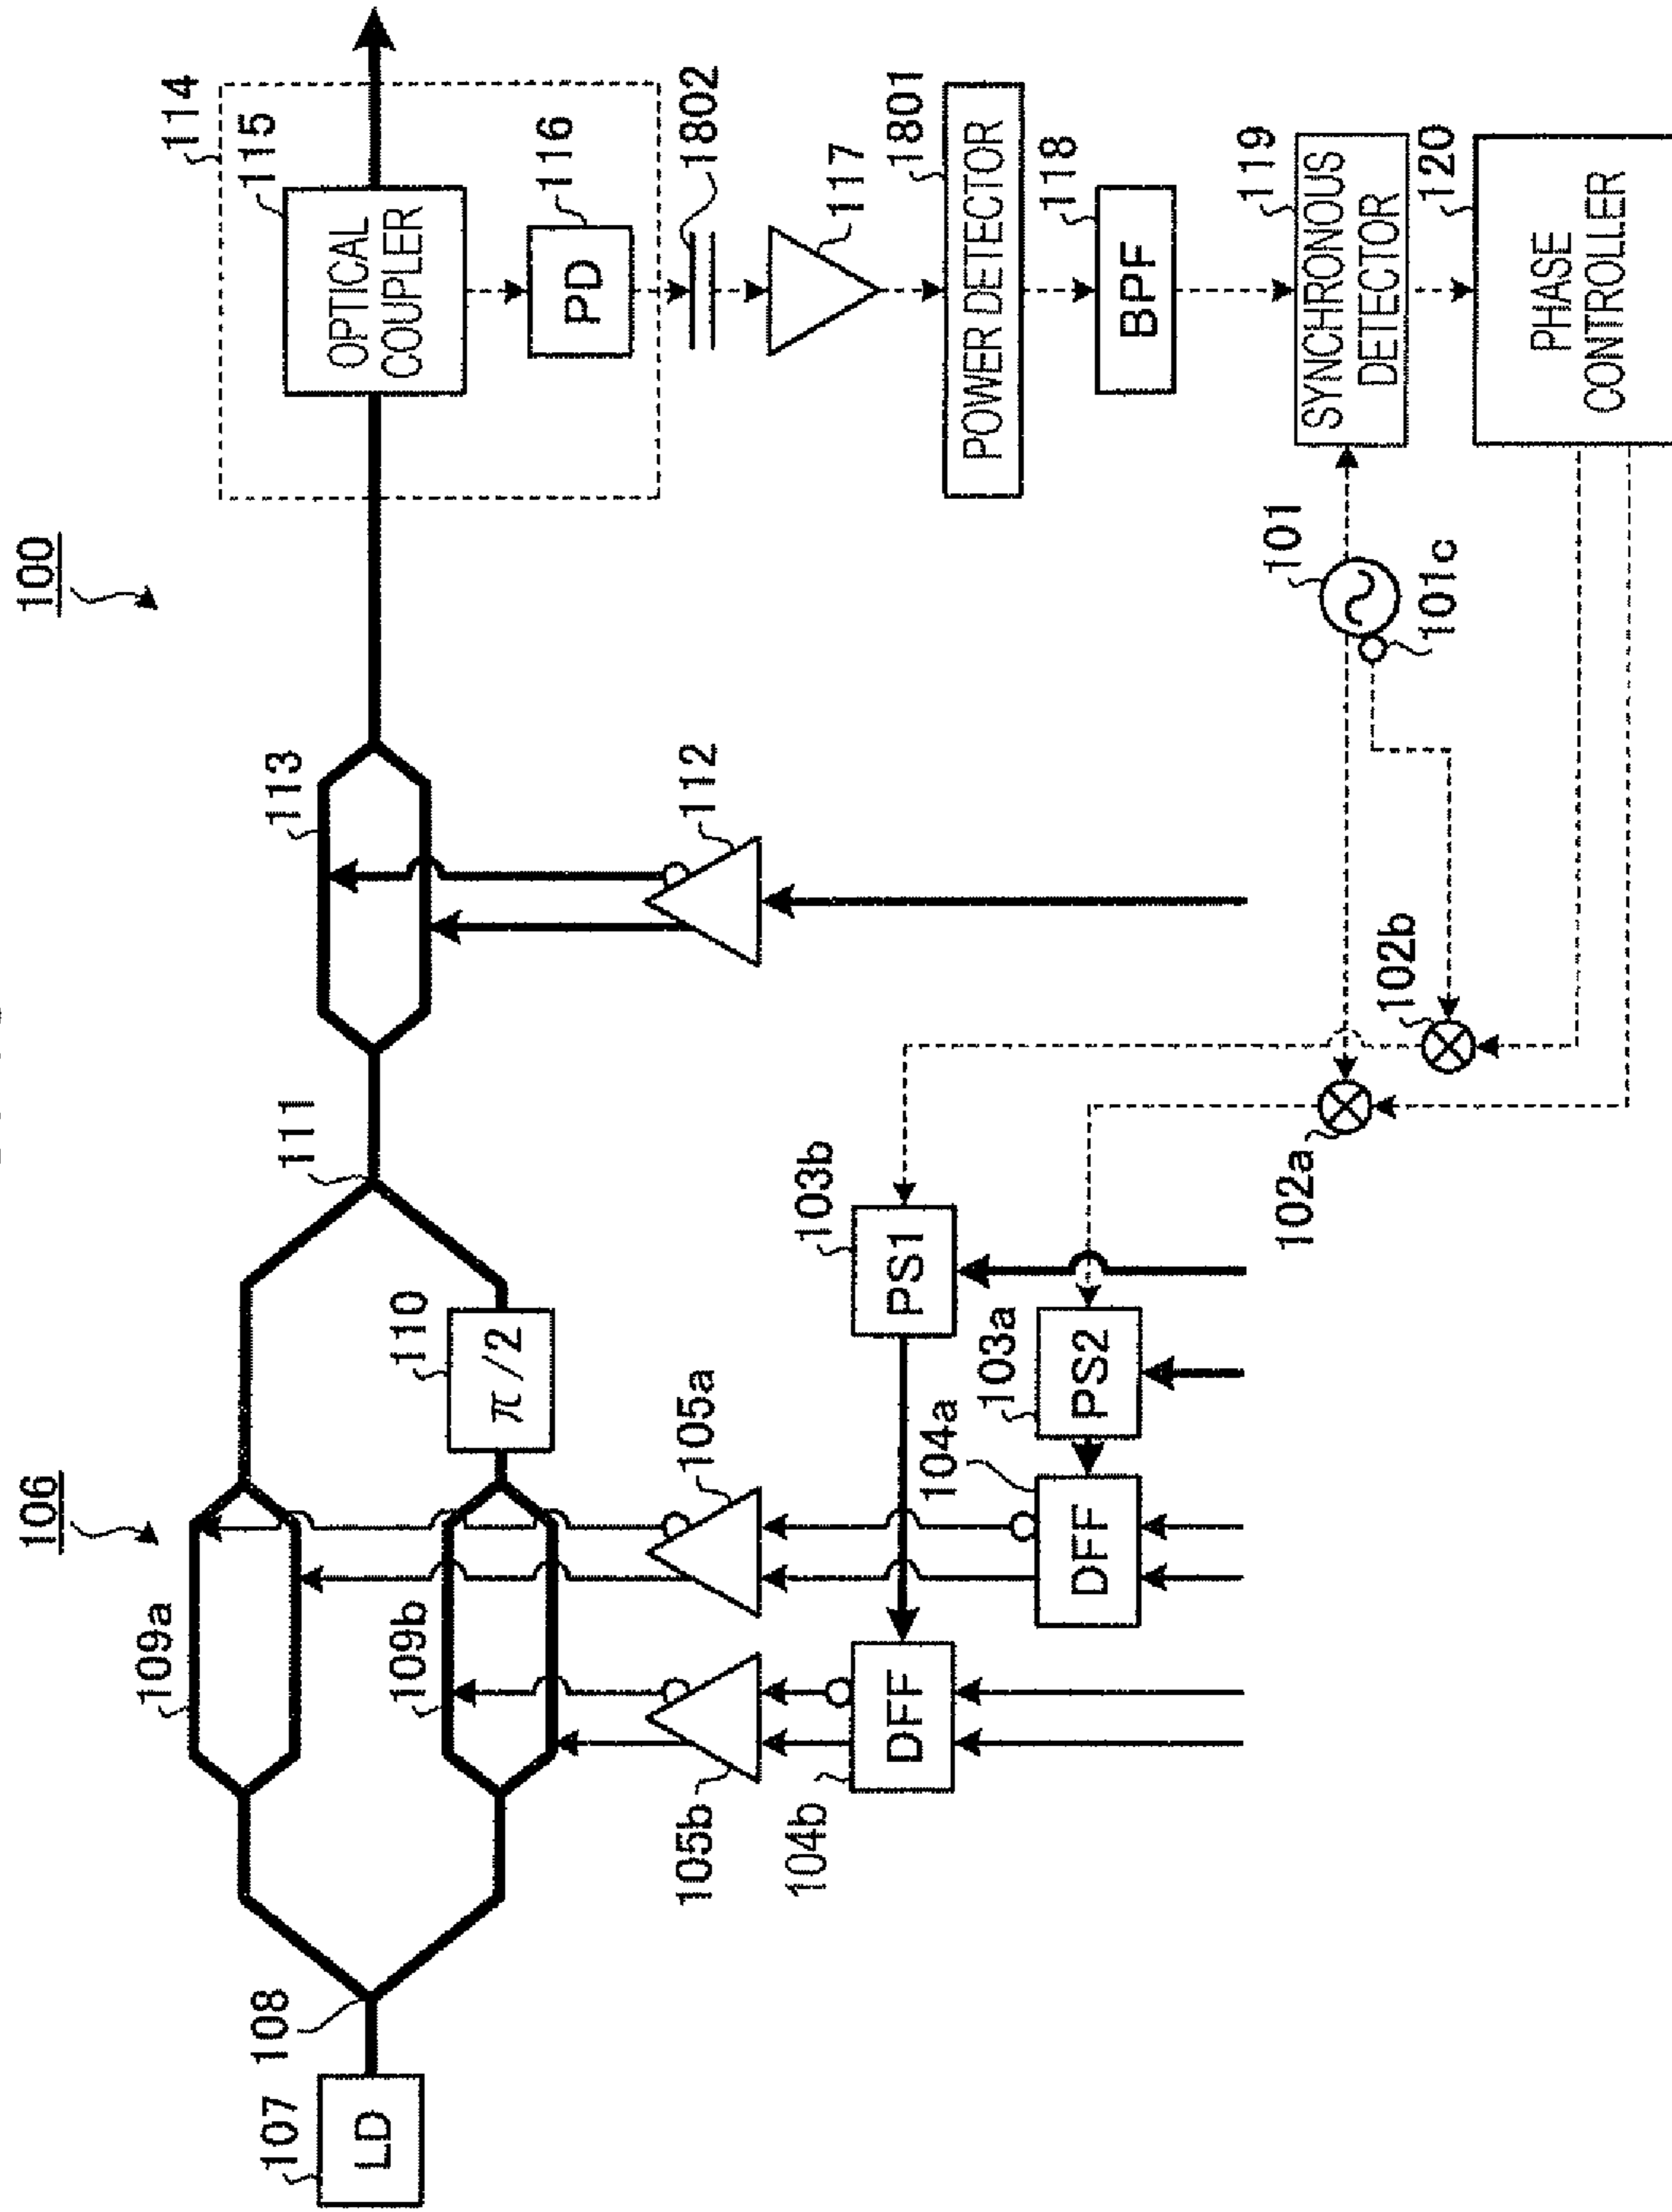 100
106
114
109a
107
108
111
113
115
LD
OPTICAL
COUPLER
109b
110
π/2
116
PD
105b
105a
112
1802
104b
103b
117
DFF
PS1
1801
POWER DETECTOR
104a
103a
118
DFF
PS2
BPF
102a
102b
101
101c
119
SYNCHRONOUS
DETECTOR
120
PHASE
CONTROLLER